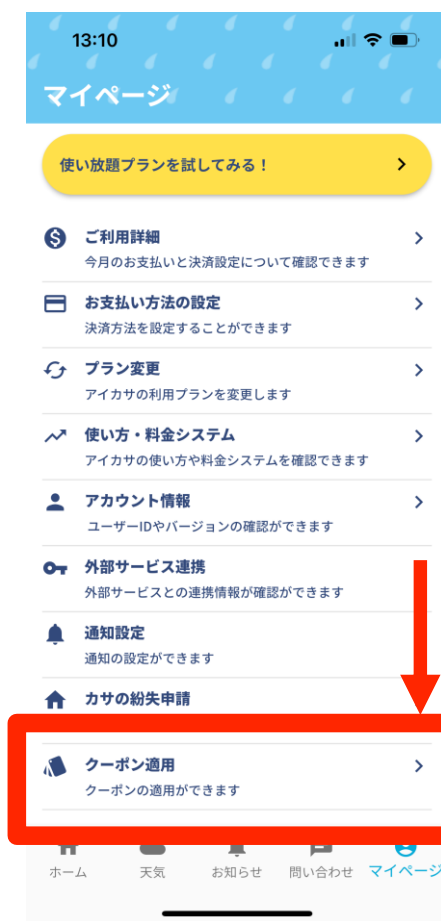 13:10
マイページ
使い放題プランを試してみる！
ご利用詳細
今月のお支払いと決済設定について確認できます
お支払い方法の設定
決済方法を設定することができます
プラン変更
アイカサの利用プランを変更します
使い方・料金システム
アイカサの使い方や料金システムを確認できます
アカウント情報
ユーザーIDやバージョンの確認ができます
外部サービス連携
外部サービスとの連携情報が確認ができます
通知設定
通知の設定ができます
カサの紛失申請
クーポン適用
クーポンの適用ができます
ホーム 天気 お知らせ 問い合わせ マイページ